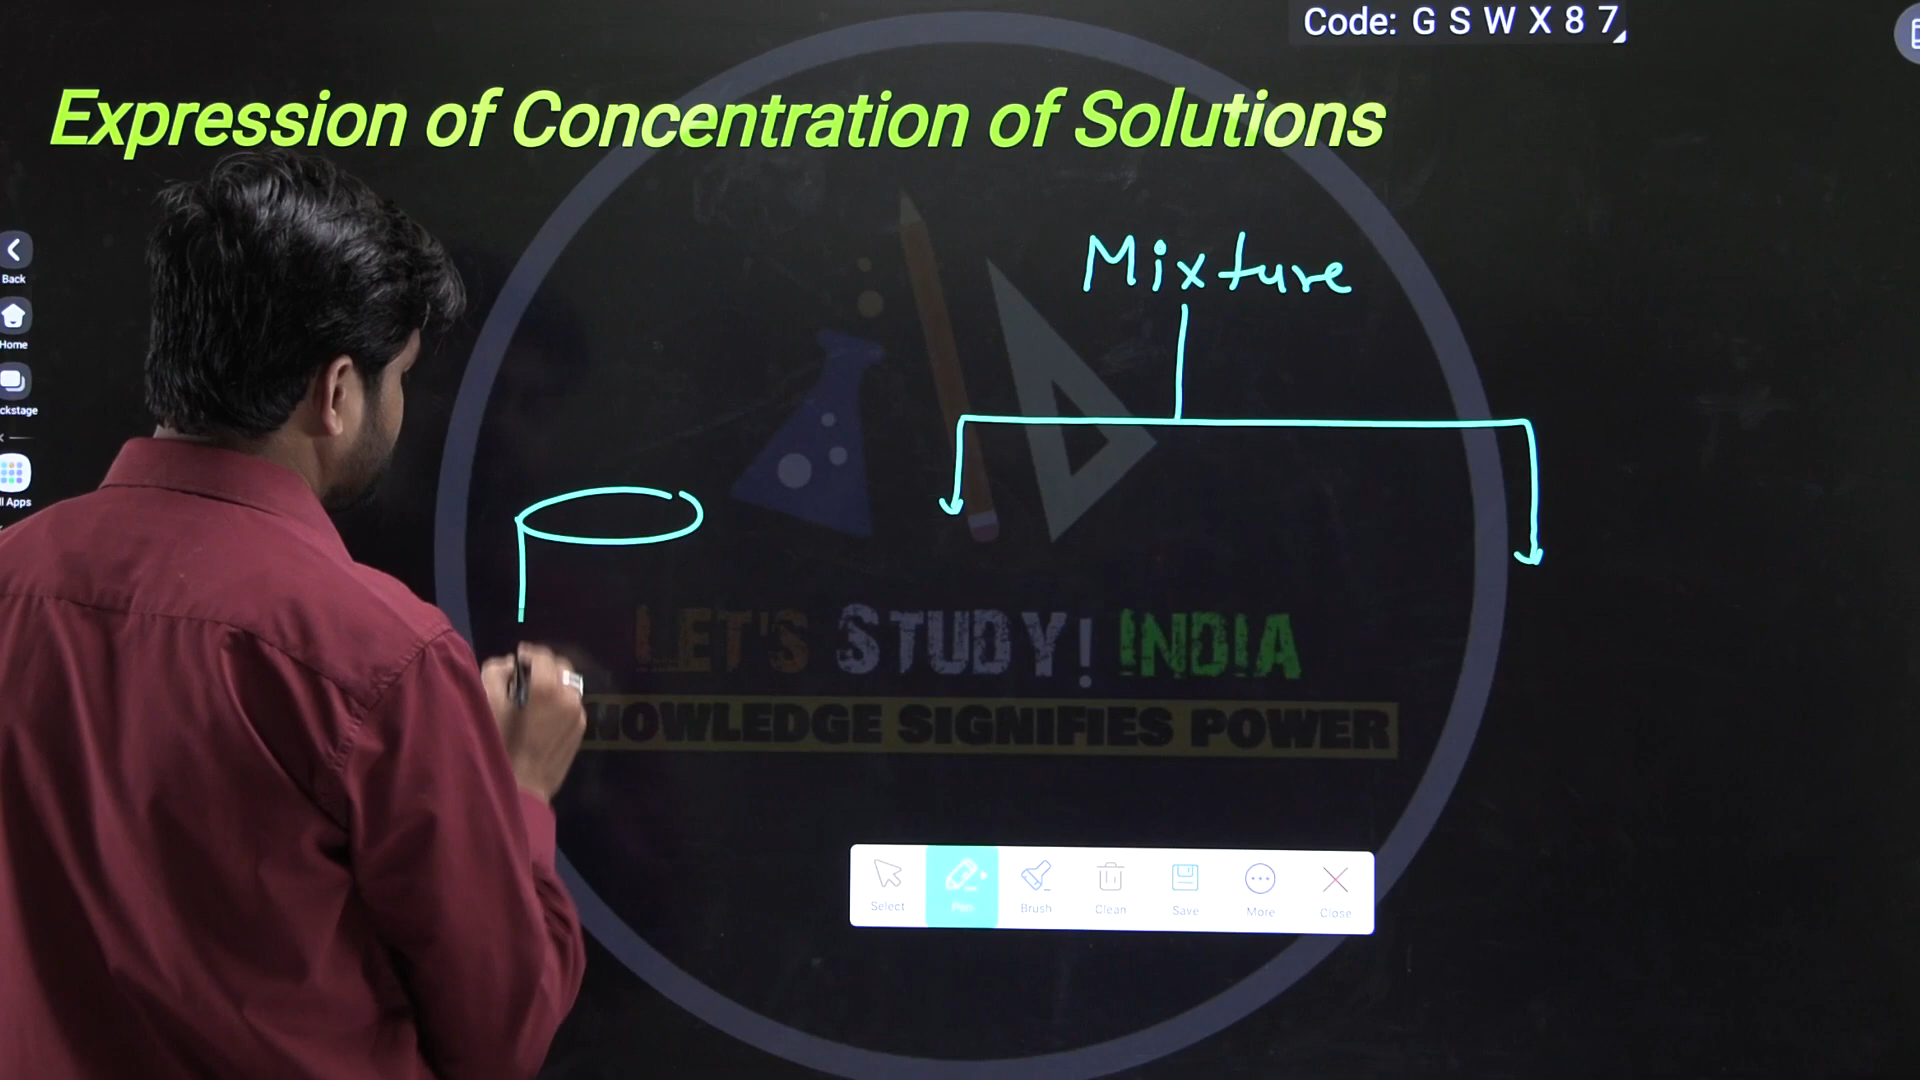 Code: G S W X 8 7
Expression of Concentration of Solutions
Mixture
Back
Home
ckstage
ll Apps
LET'S STUDY! INDIA
NOWLEDGE SIGNIFIES POWER
Select
Pen
Brush
Clean
Save
More
Close